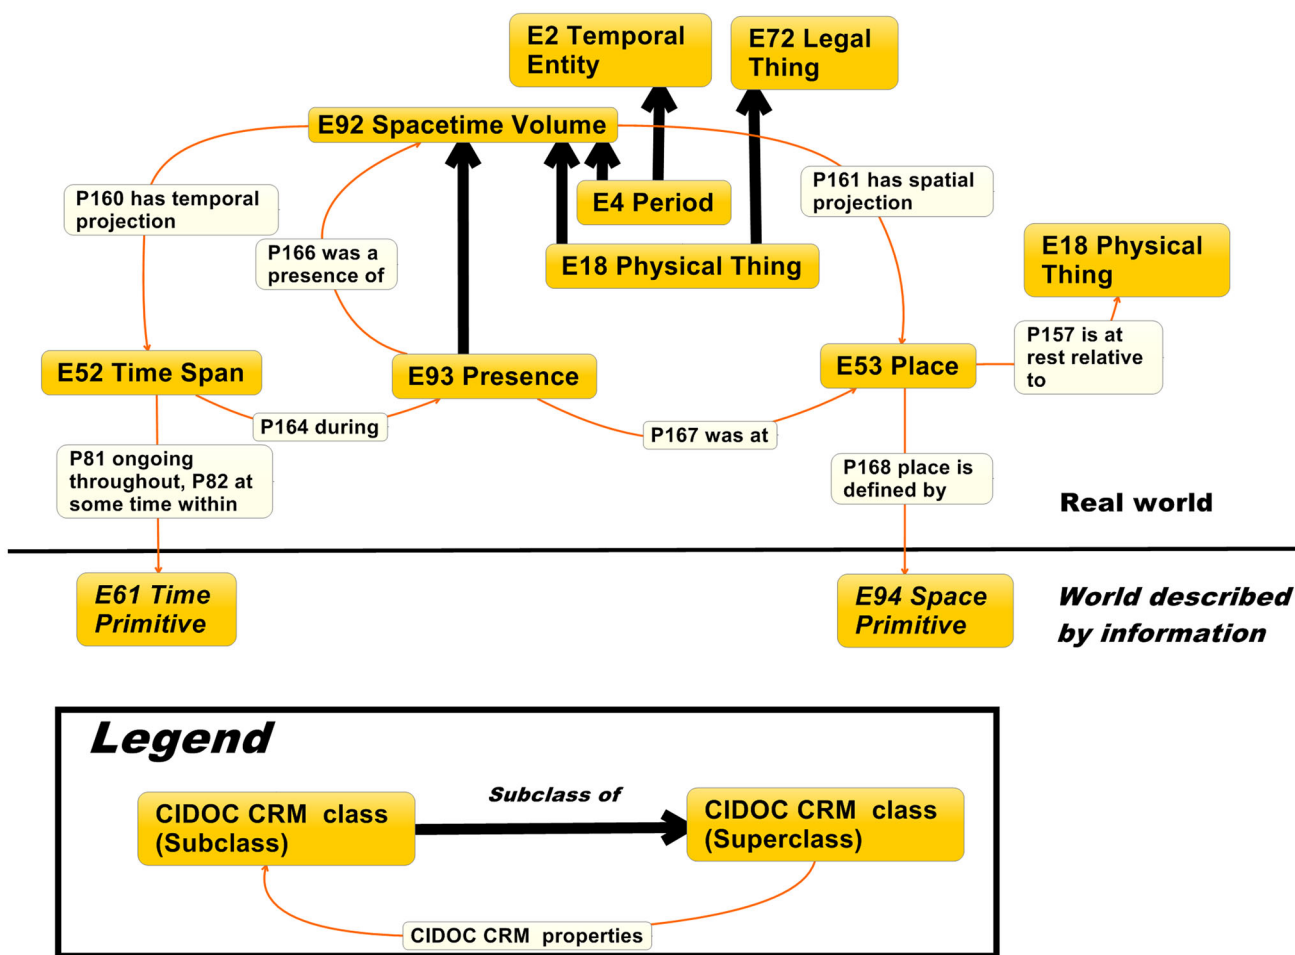 E2 Temporal
Entity
E72 Legal
Thing
E92 Spacetime Volume
P160 has temporal
projection
P166 was a
presence of
E4 Period
P161 has spatial
projection
E18 Physical Thing
E18 Physical
Thing
E52 Time Span
E93 Presence
E53 Place
P157 is at
rest relative
to
P164 during
P167 was at
P81 ongoing
throughout, P82 at
some time within
P168 place is
defined by
Real world
E61 Time
Primitive
E94 Space
Primitive
World described
by information
Legend
CIDOC CRM class
(Subclass)
Subclass of
CIDOC CRM class
(Superclass)
CIDOC CRM properties